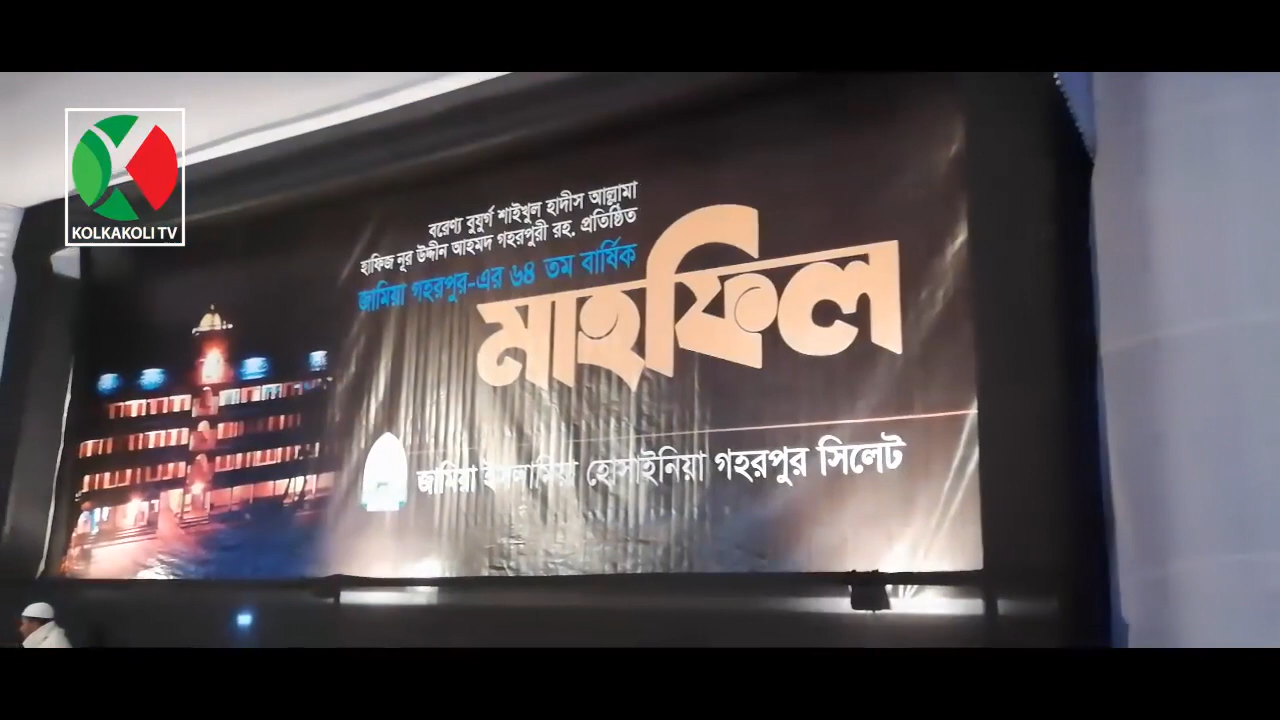 KOLKAKOLI TV
বরেণ্য বুযুর্গ শাইখুল হাদীস আল্লামা
হাফিজ নূর উদ্দীন আহমদ গহরপুরী রহ. প্রতিষ্ঠিত
জামিয়া গহরপুর-এর ৬৪ তম বার্ষিক
মাহফিল
জামিয়া ইসলামিয়া হোসাইনিয়া গহরপুর সিলেট